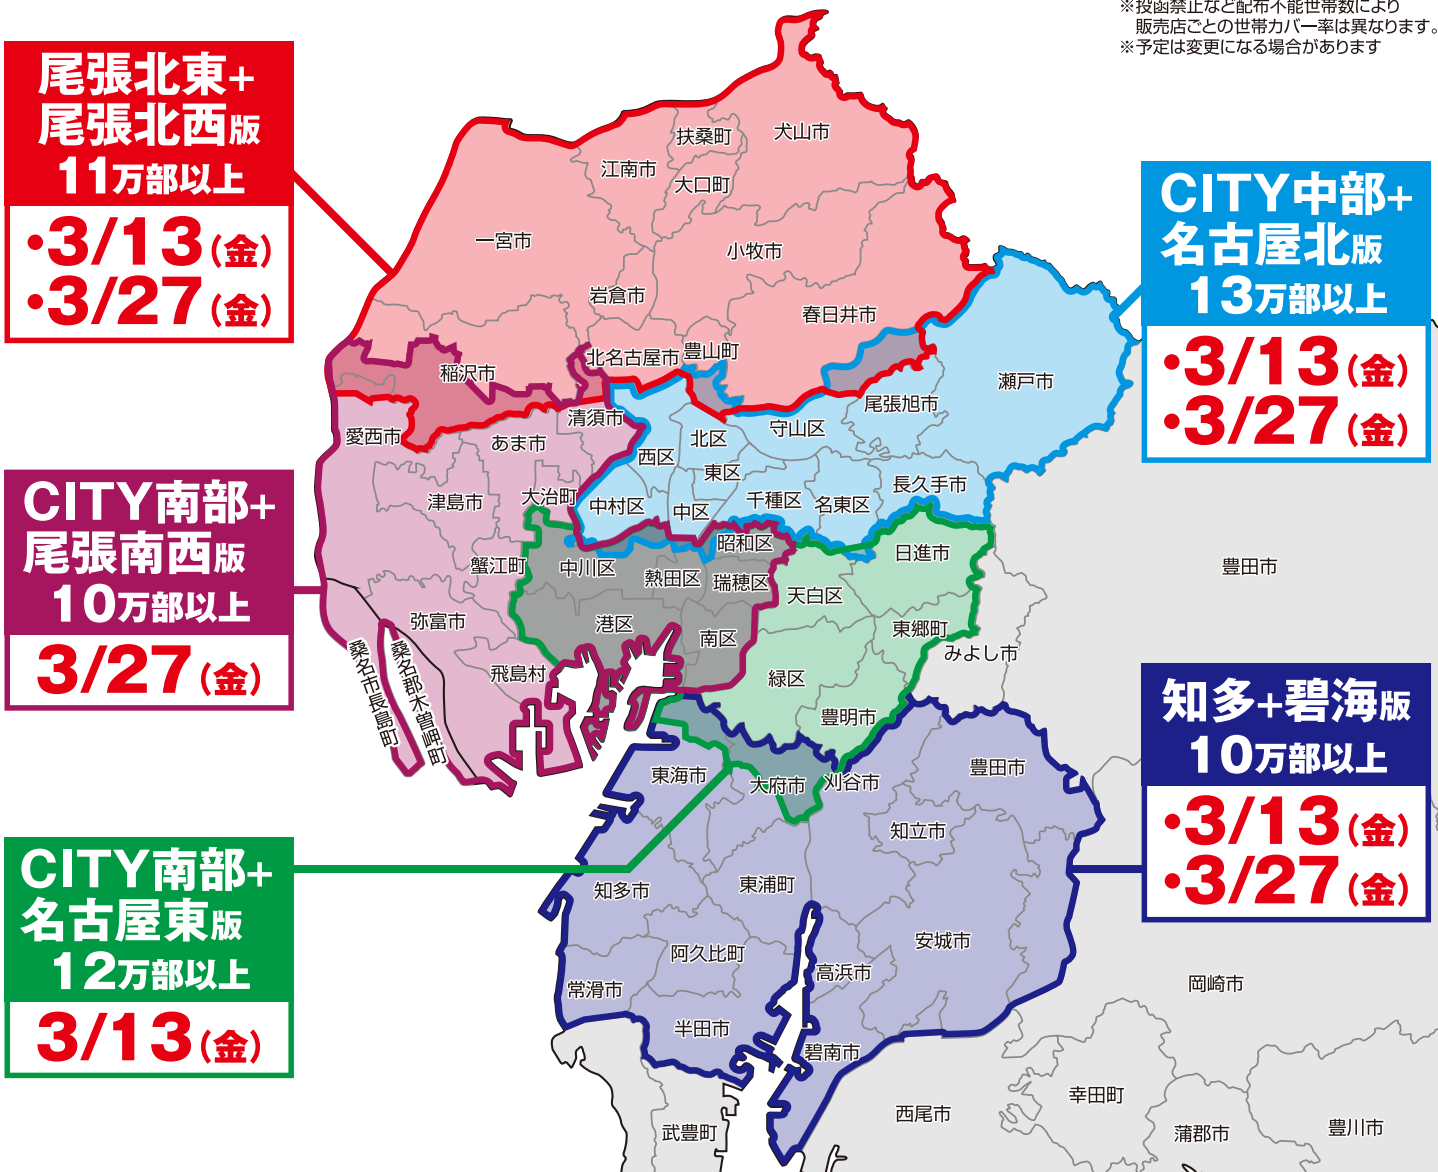 ※投函禁止など配布不能世帯数により
販売店ごとの世帯カバー率は異なります。
※予定は変更になる場合があります
尾張北東+
尾張北西版
11万部以上
・3/13(金)
・3/27(金)
CITY中部+
名古屋北版
13万部以上
・3/13(金)
・3/27(金)
CITY南部+
尾張南西版
10万部以上
3/27(金)
知多+碧海版
10万部以上
・3/13(金)
・3/27(金)
CITY南部+
名古屋東版
12万部以上
3/13(金)
犬山市
扶桑町
江南市
大口町
一宮市
小牧市
岩倉市
春日井市
豊山町
北名古屋市
稲沢市
瀬戸市
尾張旭市
清須市
守山区
愛西市
あま市
北区
西区
東区
長久手市
津島市
大治町
中村区
中区
千種区
名東区
昭和区
日進市
蟹江町
中川区
熱田区
瑞穂区
天白区
豊田市
弥富市
港区
南区
東郷町
みよし市
桑名市長島町
桑名郡木曽岬町
飛島村
緑区
豊明市
東海市
大府市
刈谷市
豊田市
知立市
知多市
東浦町
安城市
阿久比町
高浜市
常滑市
岡崎市
半田市
碧南市
武豊町
西尾市
幸田町
蒲郡市
豊川市